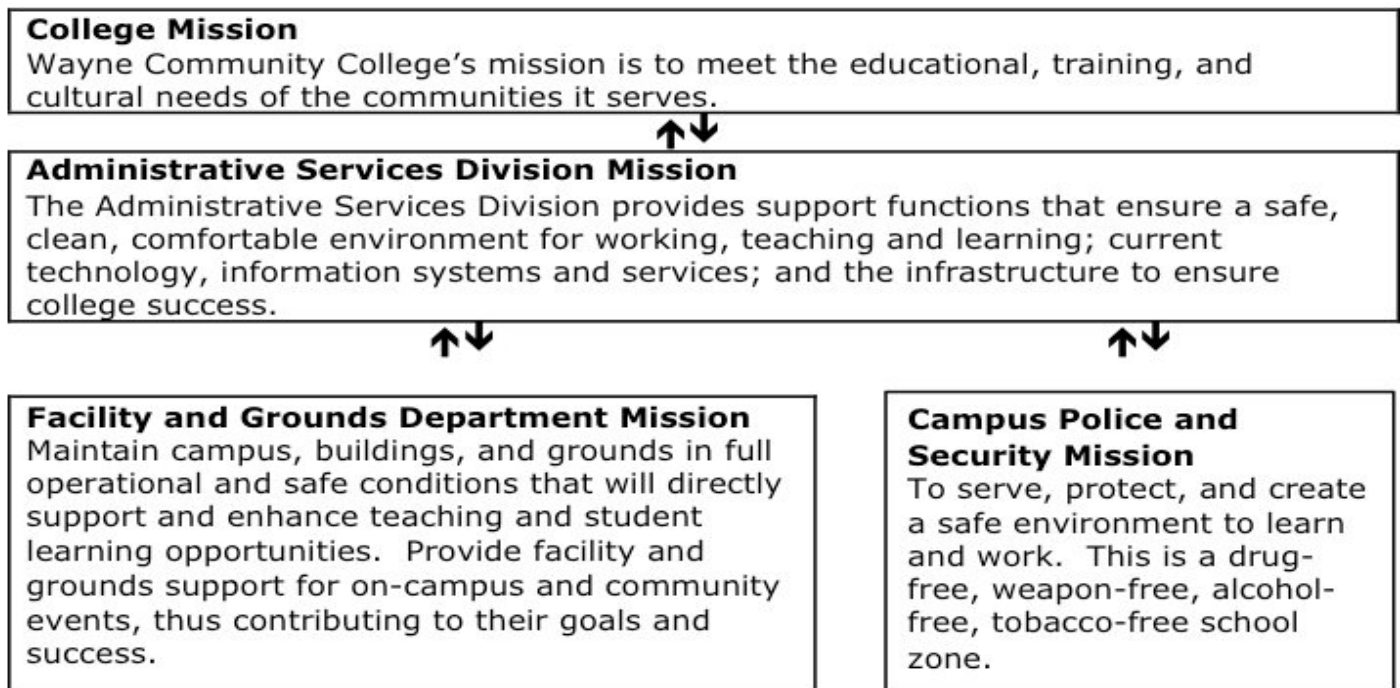 College Mission
Wayne Community College's mission is to meet the educational, training, and
cultural needs of the communities it serves.
Administrative Services Division Mission
The Administrative Services Division provides support functions that ensure a safe,
clean, comfortable environment for working, teaching and learning; current
technology, information systems and services; and the infrastructure to ensure
college success.
Facility and Grounds Department Mission
Maintain campus, buildings, and grounds in full
operational and safe conditions that will directly
support and enhance teaching and student
learning opportunities.  Provide facility and
grounds support for on-campus and community
events, thus contributing to their goals and
success.
Campus Police and
Security Mission
To serve, protect, and create
a safe environment to learn
and work.  This is a drug-
free, weapon-free, alcohol-
free, tobacco-free school
zone.